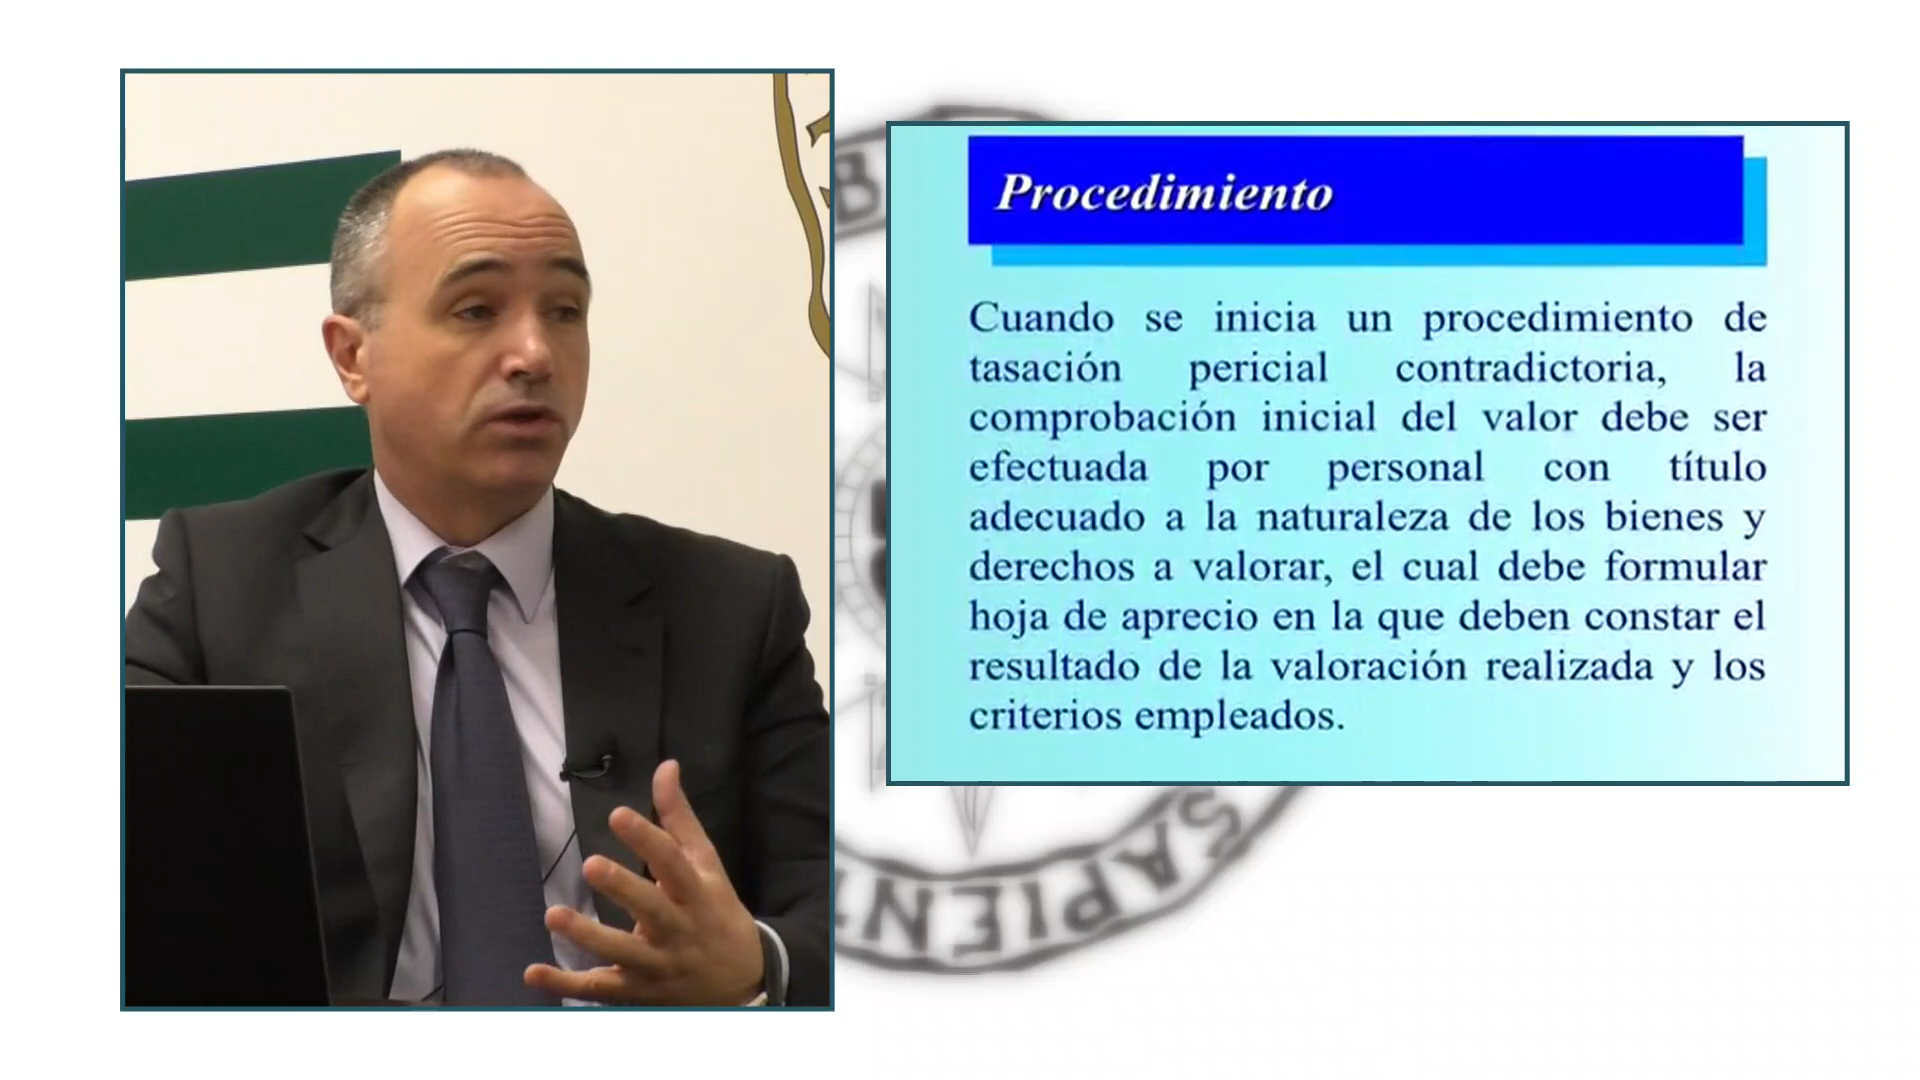 Procedimiento
Cuando se inicia un procedimiento de
tasación pericial contradictoria, la
comprobación inicial del valor debe ser
efectuada por personal con título
adecuado a la naturaleza de los bienes y
derechos a valorar, el cual debe formular
hoja de aprecio en la que deben constar el
resultado de la valoración realizada y los
criterios empleados.